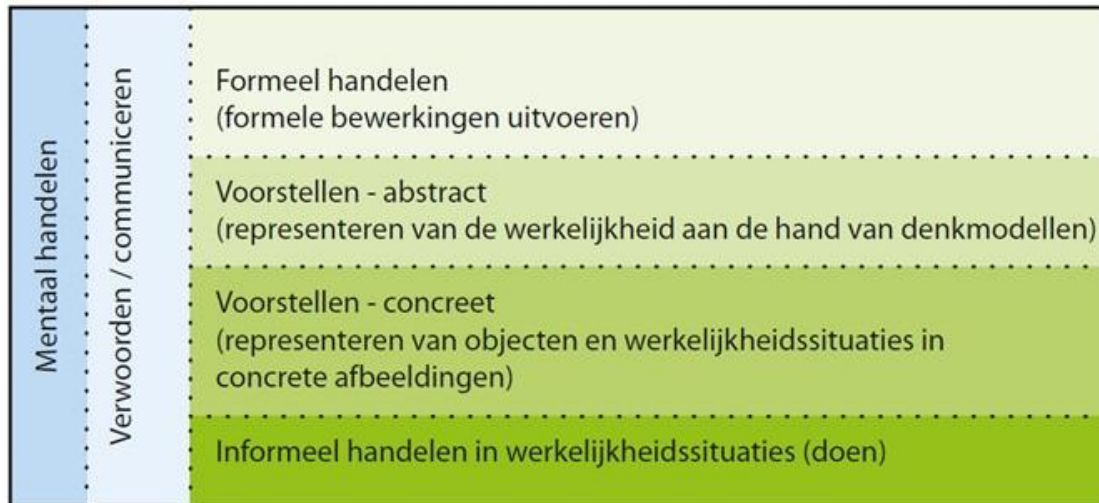 Mentaal handelen
Verwoorden / communiceren
Formeel handelen
(formele bewerkingen uitvoeren)
Voorstellen - abstract
(representeren van de werkelijkheid aan de hand van denkmodellen)
Voorstellen - concreet
(representeren van objecten en werkelijkheidssituaties in
concrete afbeeldingen)
Informeel handelen in werkelijkheidssituaties (doen)